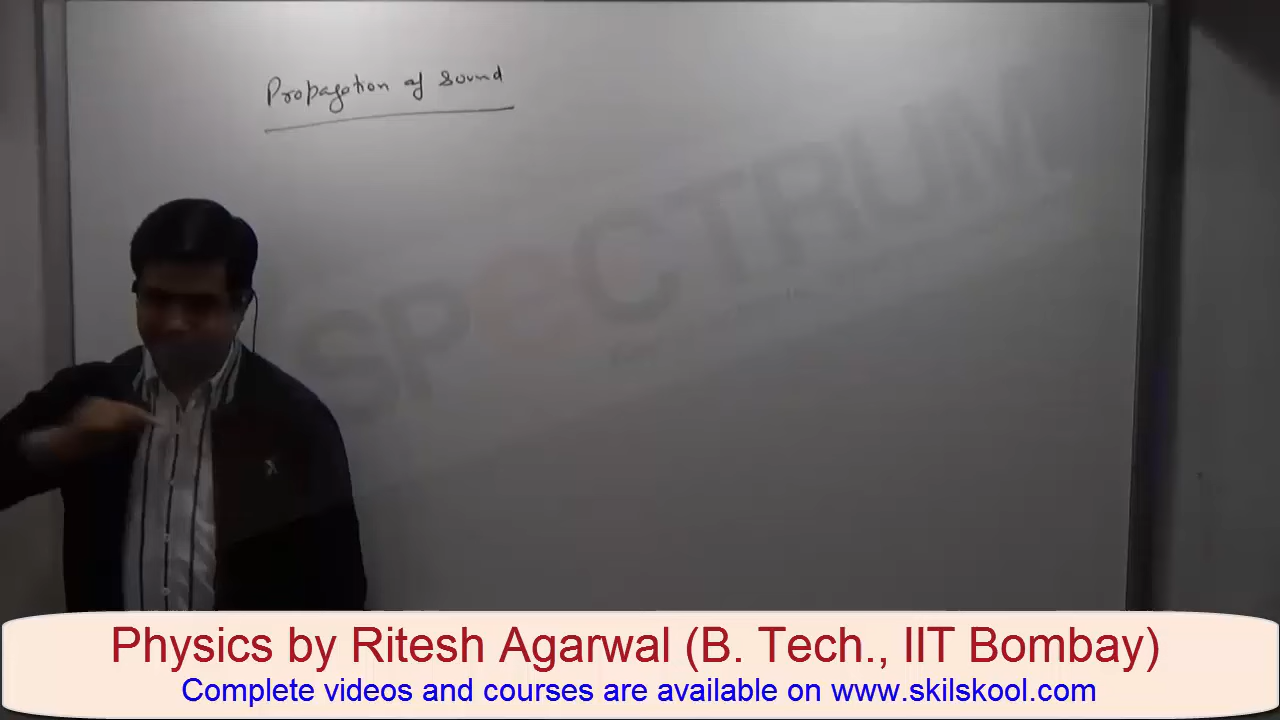 Propagation of Sound
SPECTRUM
Physics by Ritesh Agarwal (B. Tech., IIT Bombay)
Complete videos and courses are available on www.skilskool.com